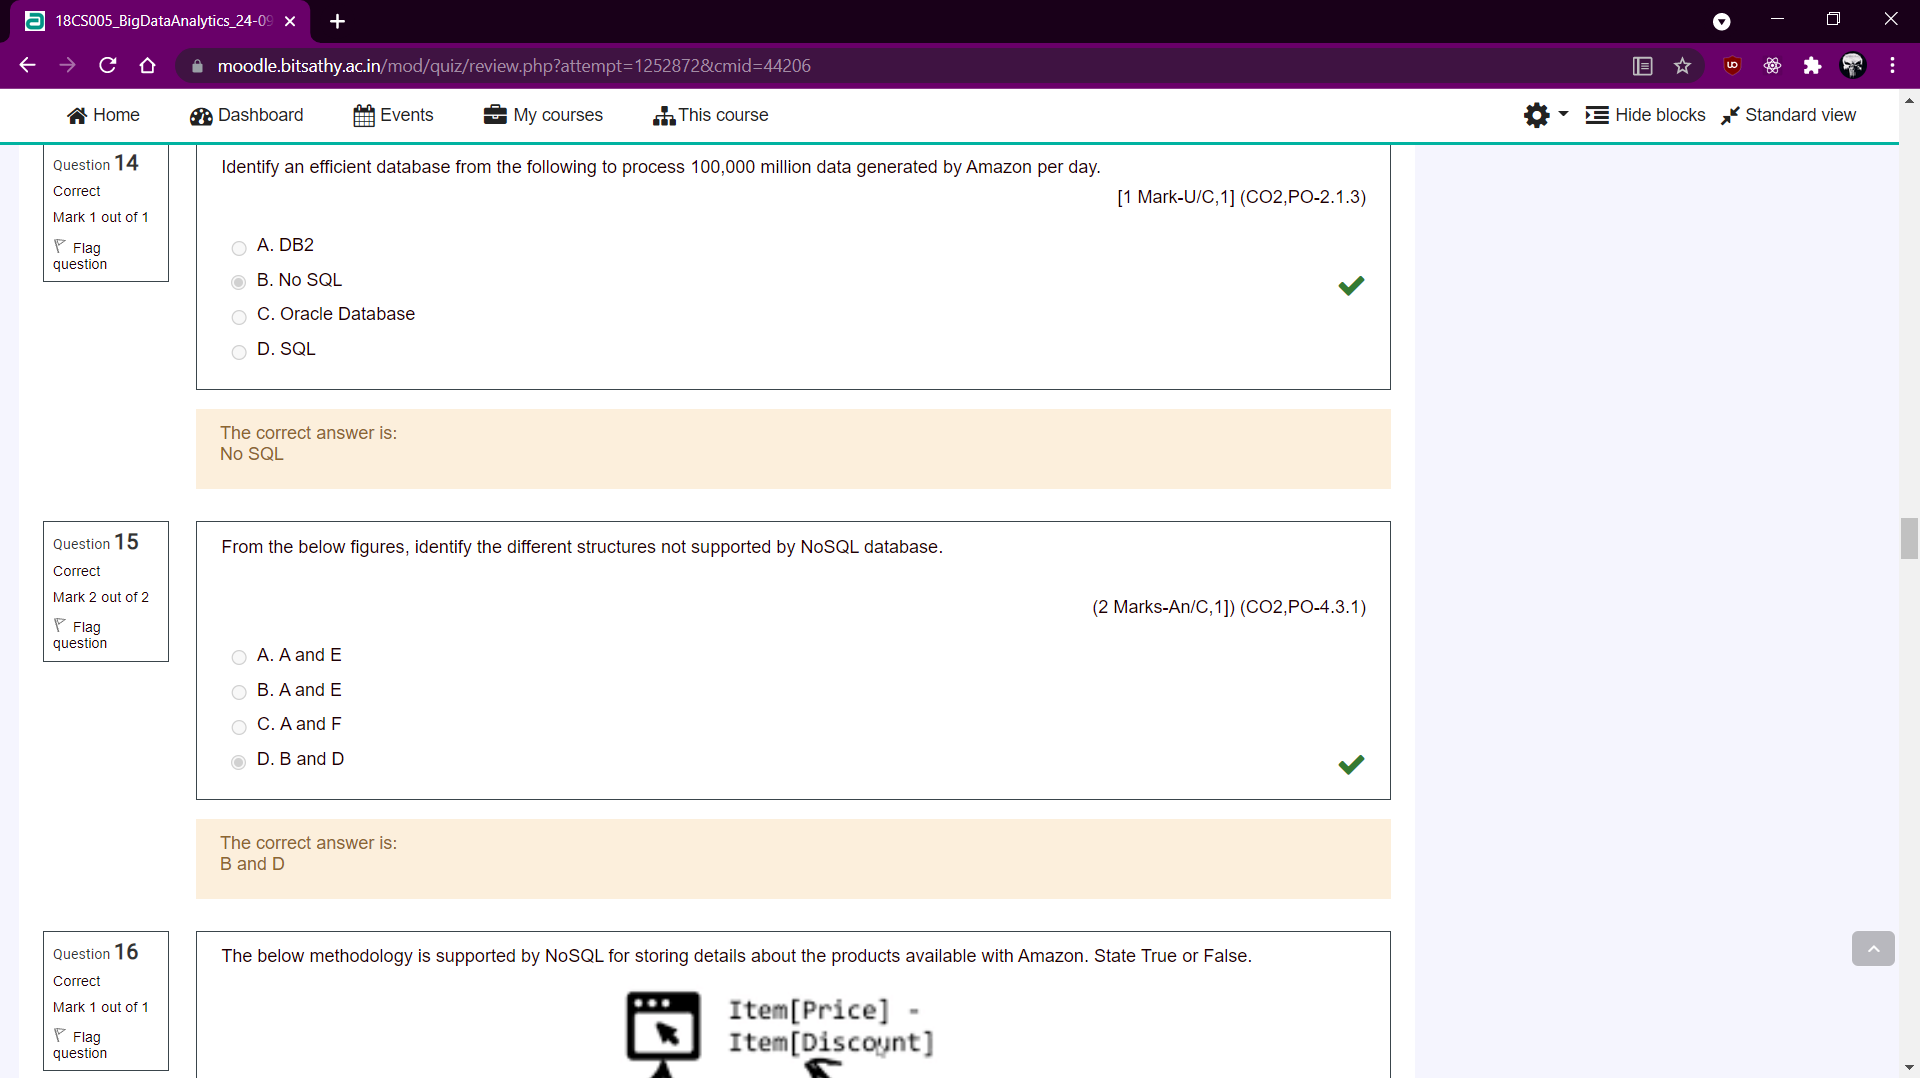 18CS005_BigDataAnalytics_24-09
moodle.bitsathy.ac.in/mod/quiz/review.php?attempt=1252872&cmid=44206
Home Dashboard Events My courses This course Hide blocks Standard view
Question 14
Correct
Mark 1 out of 1
Flag question
Identify an efficient database from the following to process 100,000 million data generated by Amazon per day.
[1 Mark-U/C,1] (CO2,PO-2.1.3)
A. DB2
B. No SQL
C. Oracle Database
D. SQL
The correct answer is:
No SQL
Question 15
Correct
Mark 2 out of 2
Flag question
From the below figures, identify the different structures not supported by NoSQL database.
(2 Marks-An/C,1]) (CO2,PO-4.3.1)
A. A and E
B. A and E
C. A and F
D. B and D
The correct answer is:
B and D
Question 16
Correct
Mark 1 out of 1
Flag question
The below methodology is supported by NoSQL for storing details about the products available with Amazon. State True or False.
Item[Price] -
Item[Discount]